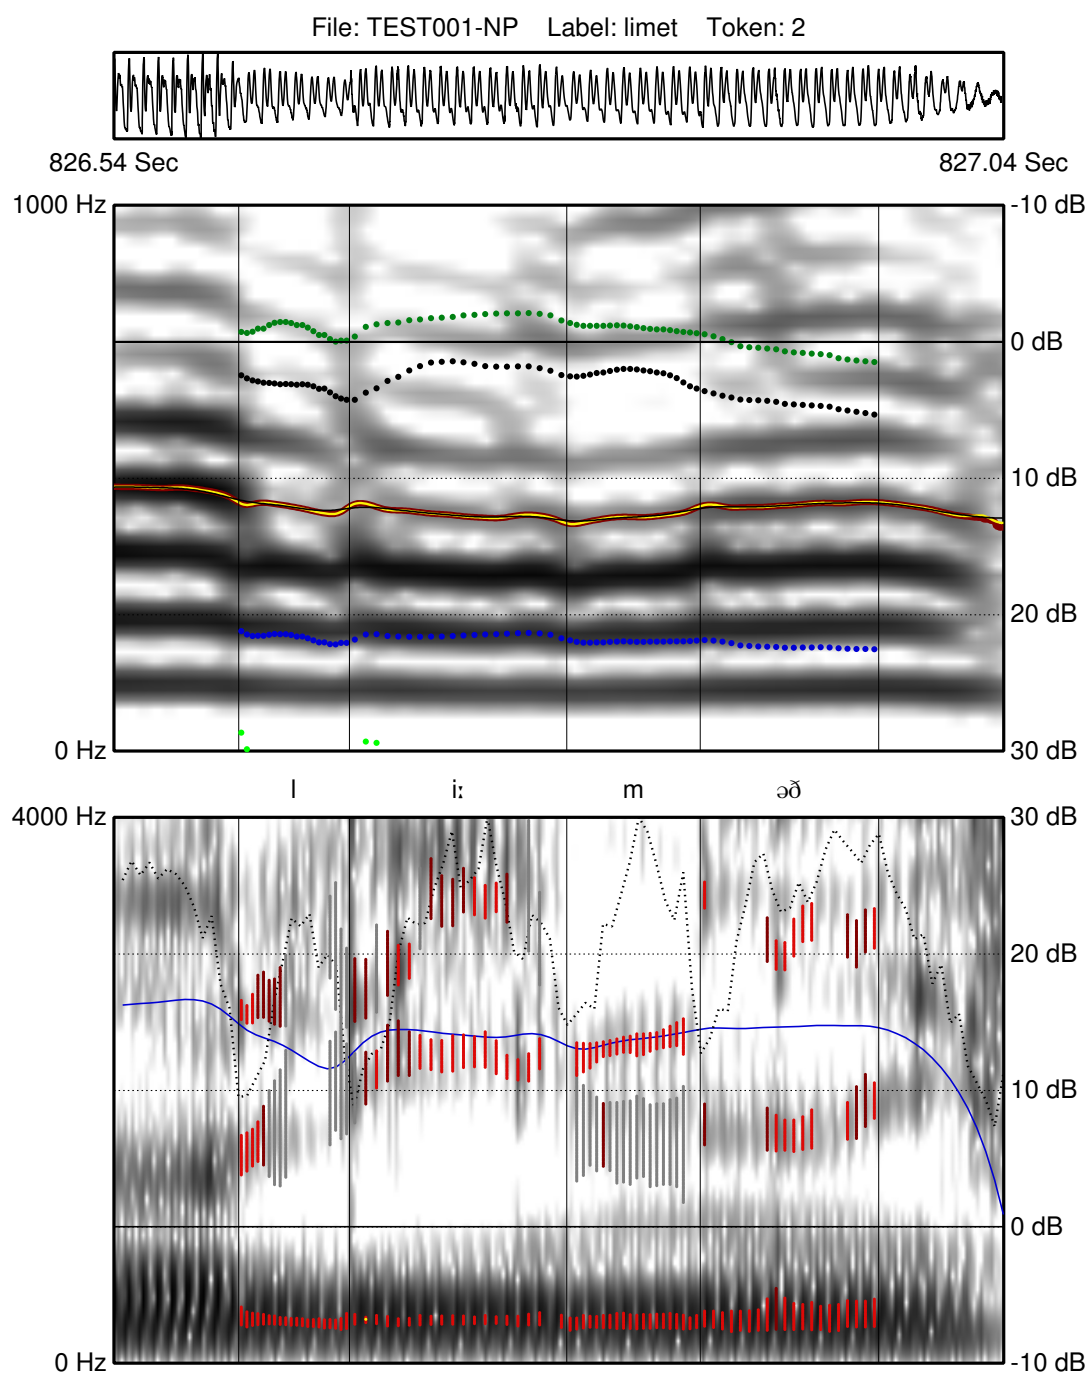 File: TEST001-NP Label: limet Token: 2
826.54 Sec 827.04 Sec
1000 Hz -10 dB
0 dB
10 dB
20 dB
0 Hz 30 dB
l iː m əð
4000 Hz 30 dB
20 dB
10 dB
0 dB
0 Hz -10 dB